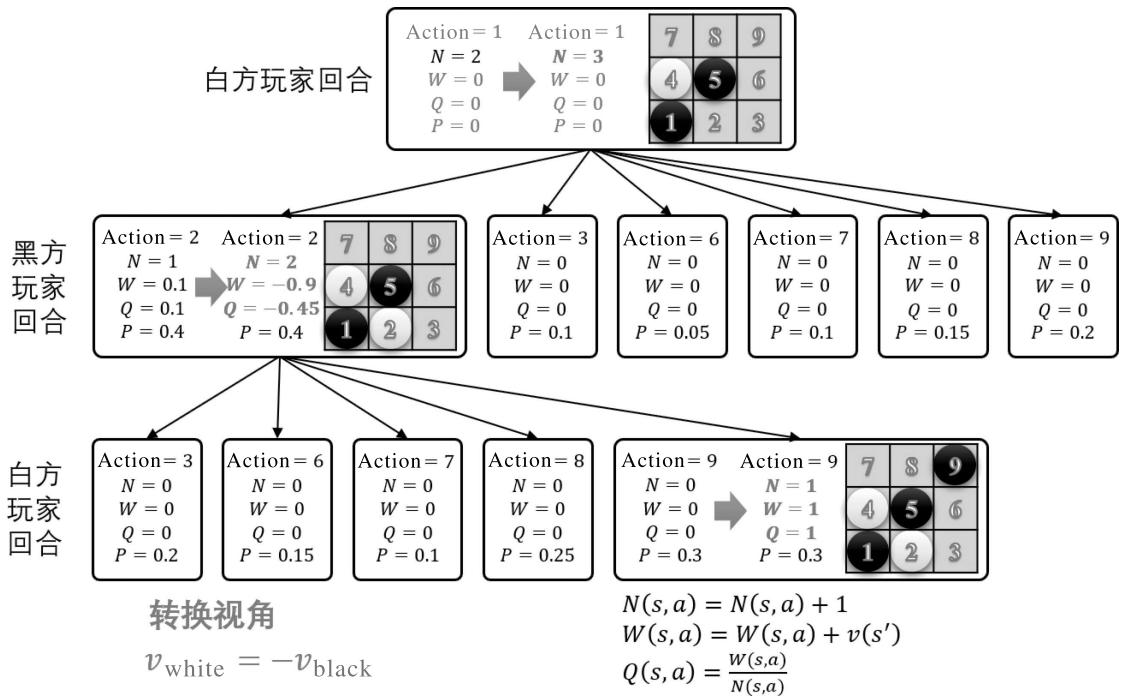 白方玩家回合
Action = 1
N = 2
W = 0
Q = 0
P = 0
Action = 1
N = 3
W = 0
Q = 0
P = 0
7 8 9
4 5 6
1 2 3
黑方
玩家
回合
Action = 2
N = 1
W = 0.1
Q = 0.1
P = 0.4
Action = 2
N = 2
W = −0.9
Q = −0.45
P = 0.4
7 8 9
4 5 6
1 2 3
Action = 3
N = 0
W = 0
Q = 0
P = 0.1
Action = 6
N = 0
W = 0
Q = 0
P = 0.05
Action = 7
N = 0
W = 0
Q = 0
P = 0.1
Action = 8
N = 0
W = 0
Q = 0
P = 0.15
Action = 9
N = 0
W = 0
Q = 0
P = 0.2
白方
玩家
回合
Action = 3
N = 0
W = 0
Q = 0
P = 0.2
Action = 6
N = 0
W = 0
Q = 0
P = 0.15
Action = 7
N = 0
W = 0
Q = 0
P = 0.1
Action = 8
N = 0
W = 0
Q = 0
P = 0.25
Action = 9
N = 0
W = 0
Q = 0
P = 0.3
Action = 9
N = 1
W = 1
Q = 1
P = 0.3
7 8 9
4 5 6
1 2 3
转换视角
v_white = −v_black
N(s,a) = N(s,a) + 1
W(s,a) = W(s,a) + v(s′)
Q(s,a) = W(s,a)/N(s,a)